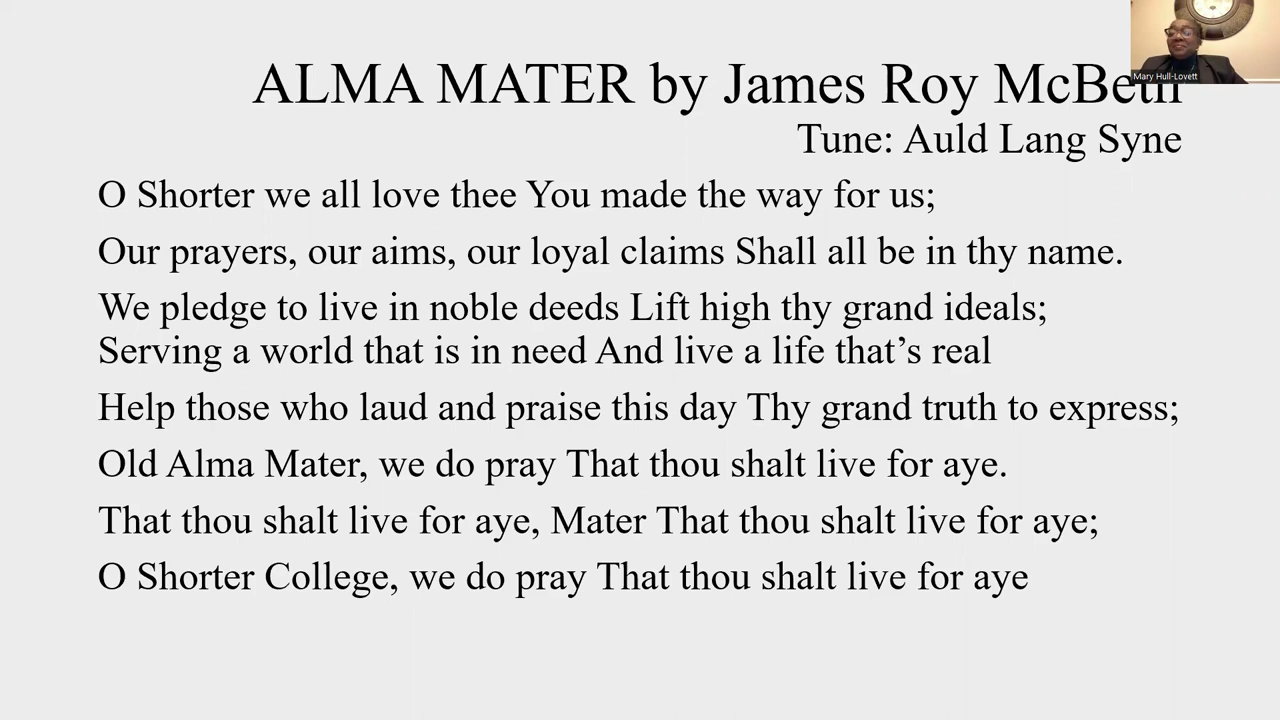 ALMA MATER by James Roy McBeth
Mary Hull-Lovett
Tune: Auld Lang Syne
O Shorter we all love thee You made the way for us;
Our prayers, our aims, our loyal claims Shall all be in thy name.
We pledge to live in noble deeds Lift high thy grand ideals;
Serving a world that is in need And live a life that’s real
Help those who laud and praise this day Thy grand truth to express;
Old Alma Mater, we do pray That thou shalt live for aye.
That thou shalt live for aye, Mater That thou shalt live for aye;
O Shorter College, we do pray That thou shalt live for aye